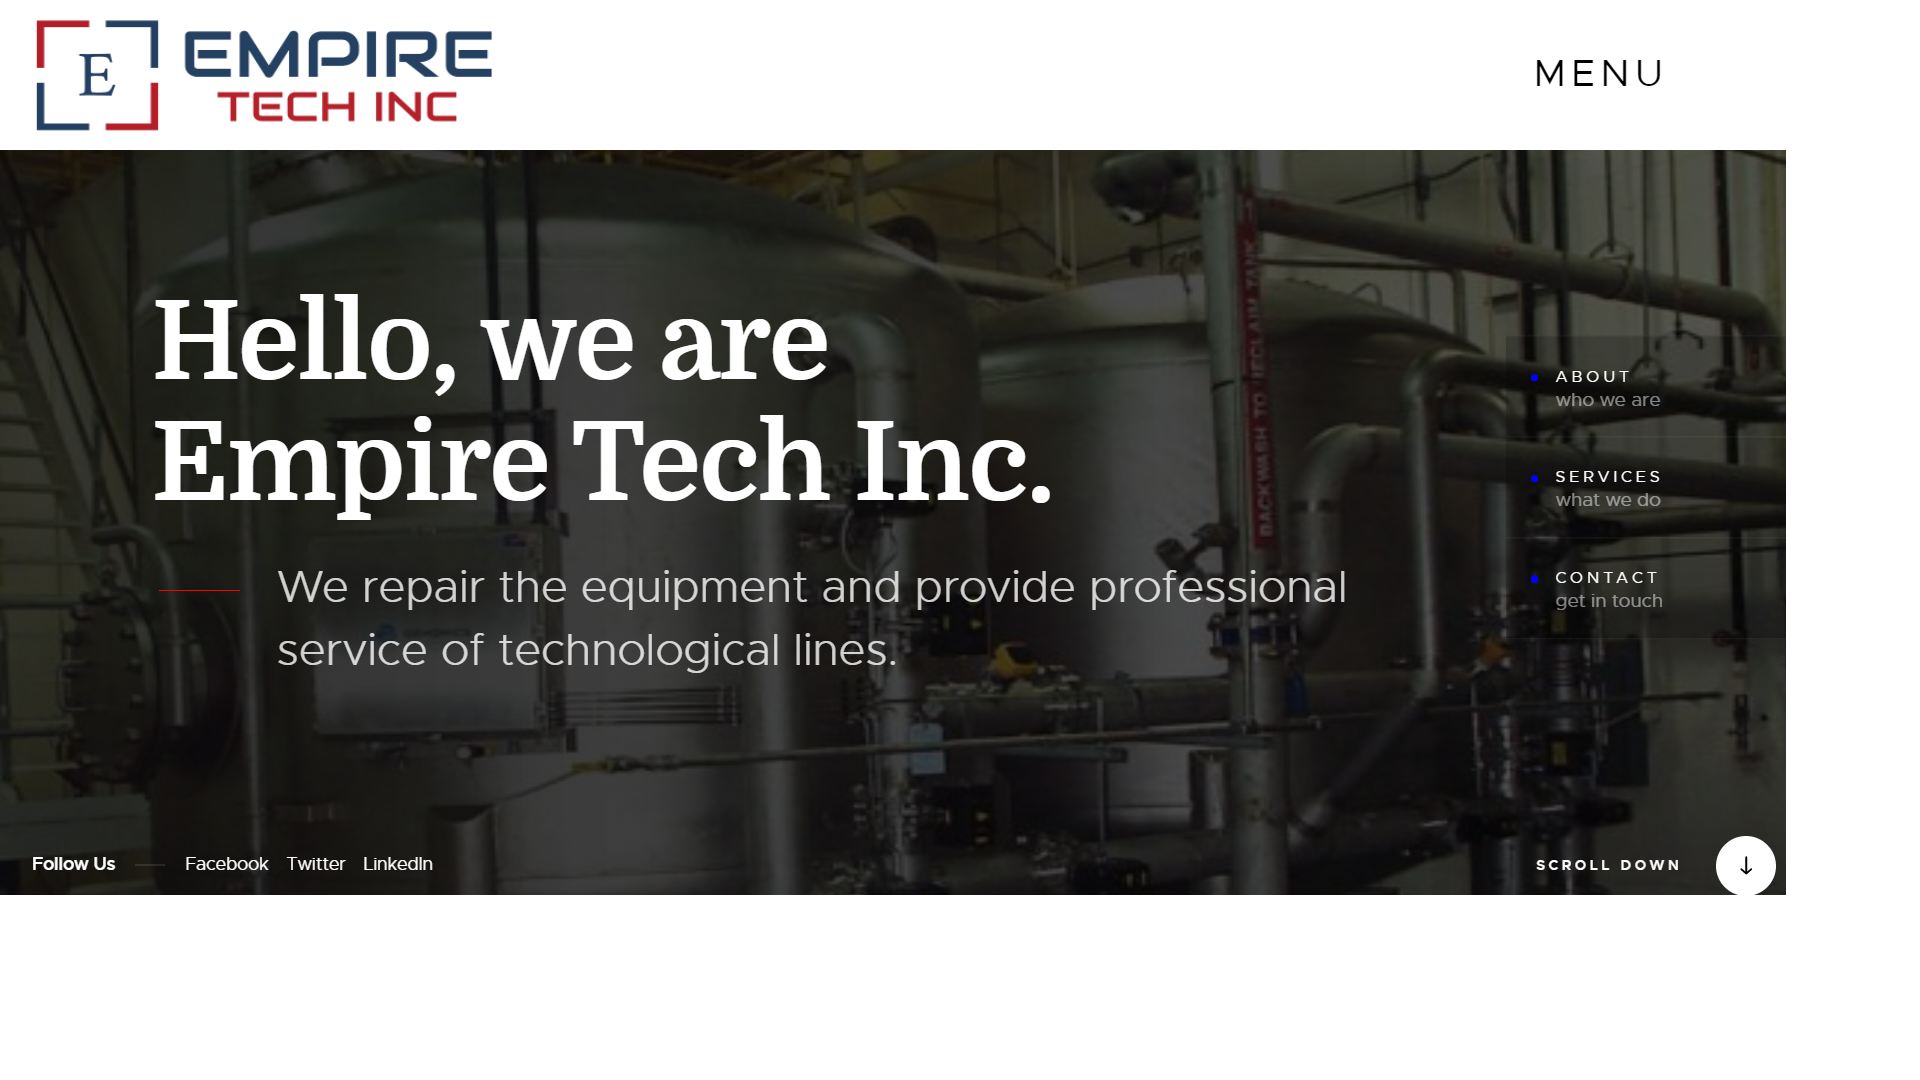 E
EMPIRE
TECH INC
MENU
Hello, we are
Empire Tech Inc.
We repair the equipment and provide professional
service of technological lines.
ABOUT
who we are
SERVICES
what we do
CONTACT
get in touch
BACKWASH TO RECLAIM TANK
Follow Us
Facebook Twitter LinkedIn
SCROLL DOWN